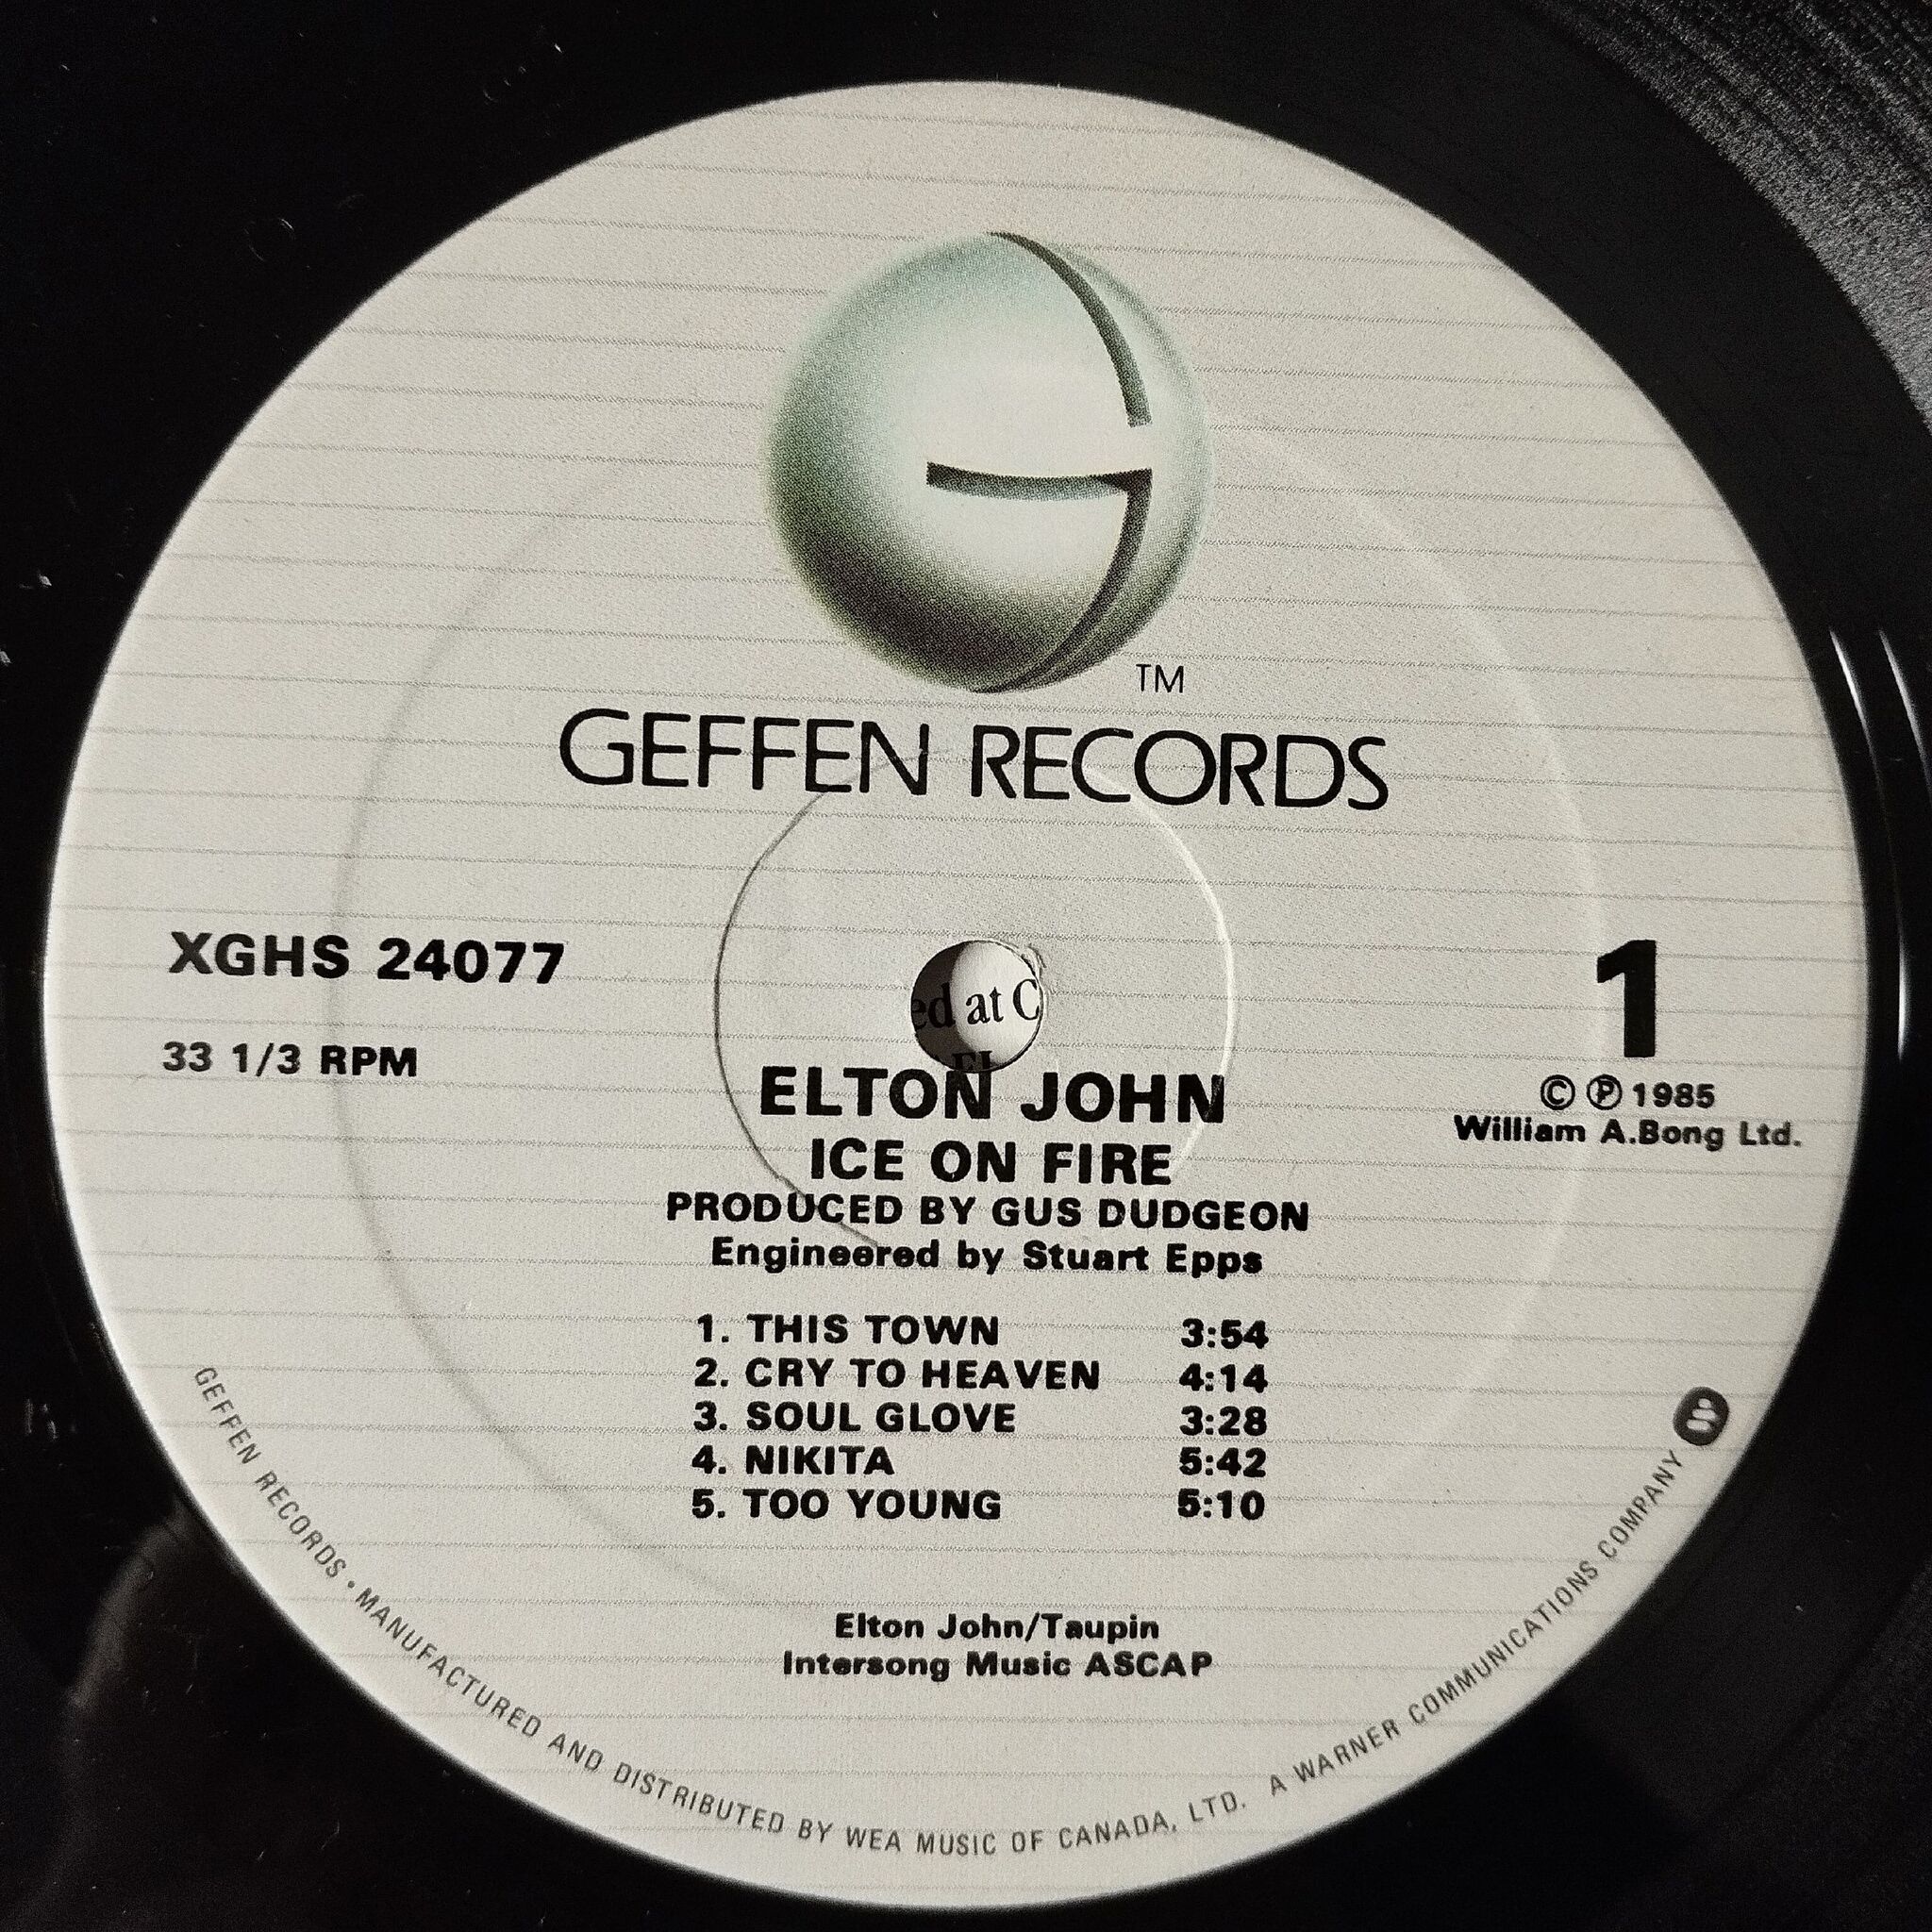 TM
GEFFEN RECORDS
XGHS 24077
1
33 1/3 RPM
© ℗ 1985
William A.Bong Ltd.
ed at C
ELTON JOHN
ICE ON FIRE
PRODUCED BY GUS DUDGEON
Engineered by Stuart Epps
1. THIS TOWN 3:54
2. CRY TO HEAVEN 4:14
3. SOUL GLOVE 3:28
4. NIKITA 5:42
5. TOO YOUNG 5:10
Elton John/Taupin
Intersong Music ASCAP
GEFFEN RECORDS • MANUFACTURED AND DISTRIBUTED BY WEA MUSIC OF CANADA, LTD. A WARNER COMMUNICATIONS COMPANY